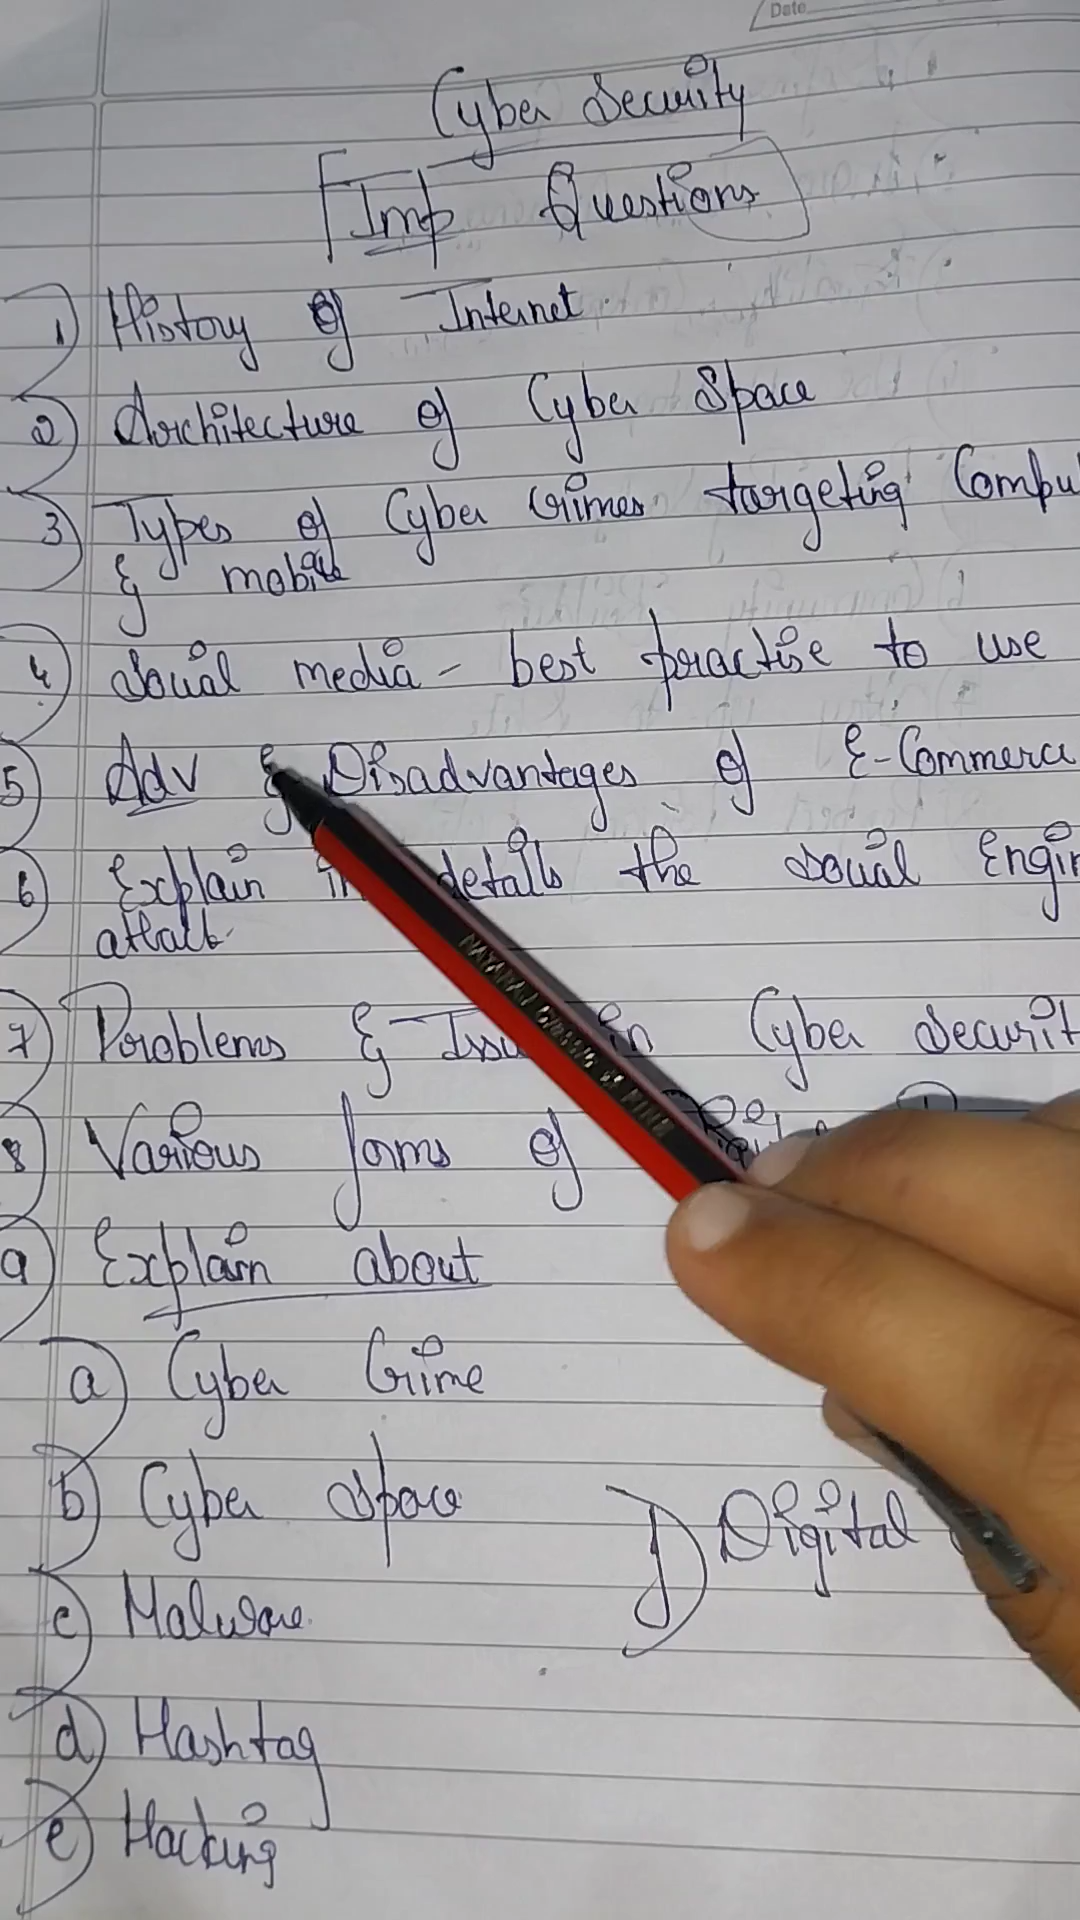 Date
Cyber Security
Imp Questions
1) History of Internet
2) Architecture of Cyber Space
3) Types of Cyber Crimes targeting Compu
& mobile
4) Social media - best practise to use
5) Adv & Disadvantages of E-Commerce
6 Explain in details the Social Engin
attack.
7) Problems & Issu in Cyber Securit
8 Various forms of
9 Explain about
a) Cyber Crime
b) Cyber Space
f) Digital
c) Malware
d) Hashtag
e) Hacking
NATARAJ